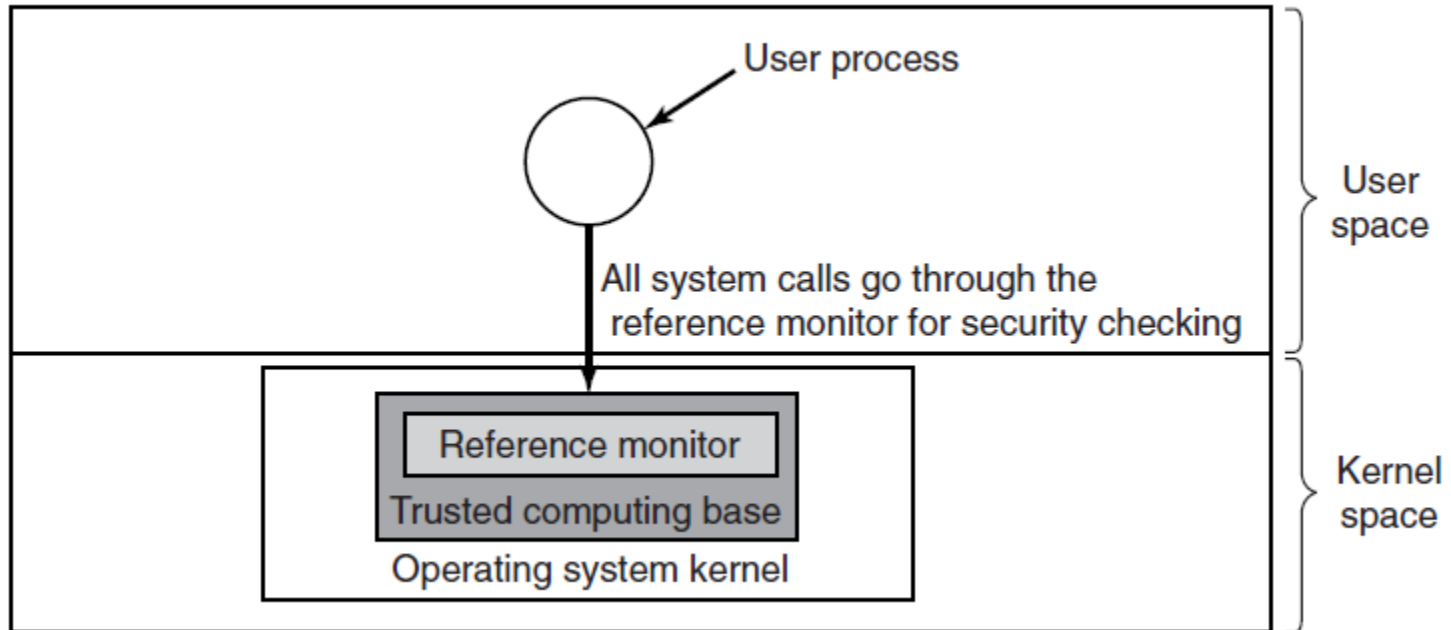 User process
User
space
All system calls go through the
reference monitor for security checking
Reference monitor
Trusted computing base
Operating system kernel
Kernel
space